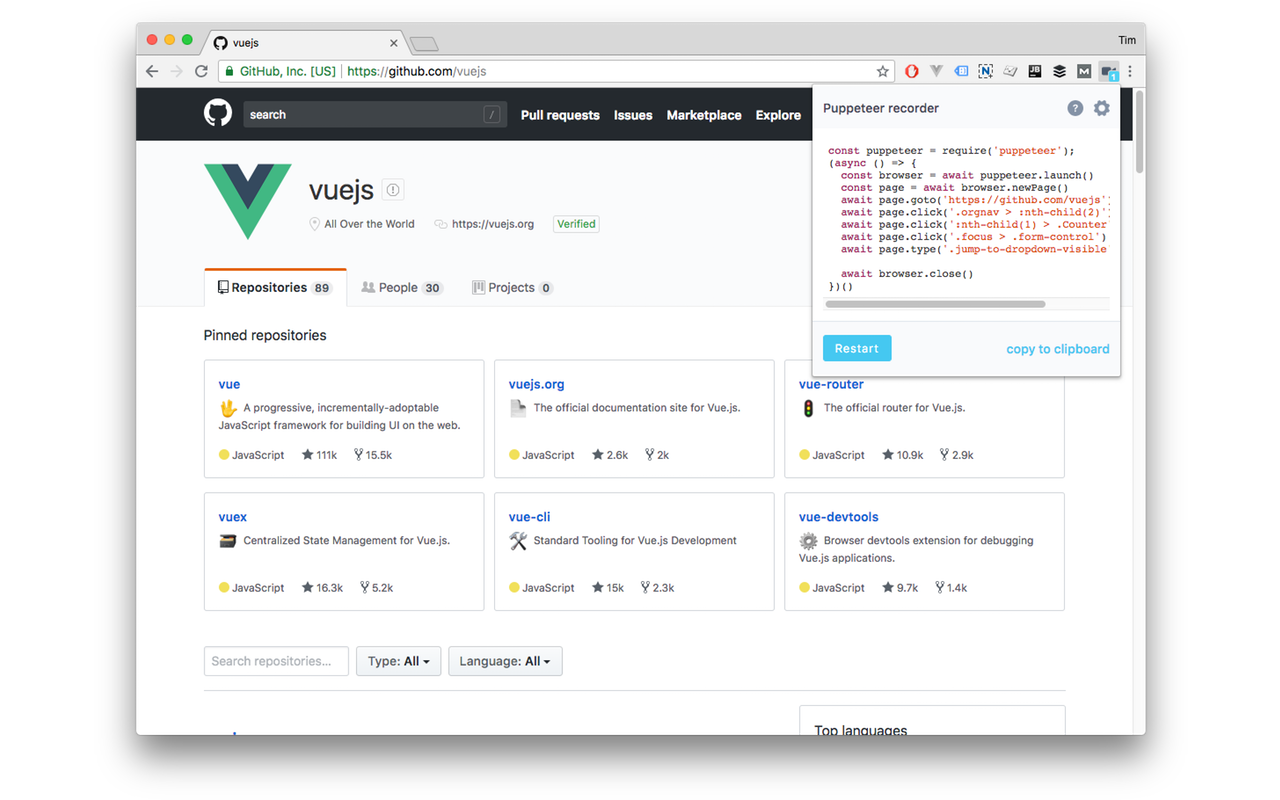 vuejs
Tim
GitHub, Inc. [US] https://github.com/vuejs
search /
Pull requests Issues Marketplace Explore
Puppeteer recorder
const puppeteer = require('puppeteer');
(async () => {
const browser = await puppeteer.launch()
const page = await browser.newPage()
await page.goto('https://github.com/vuejs'
await page.click('.orgnav > :nth-child(2)'
await page.click(':nth-child(1) > .Counter
await page.click('.focus > .form-control')
await page.type('.jump-to-dropdown-visible
await browser.close()
})()
Restart
copy to clipboard
vuejs
All Over the World https://vuejs.org Verified
Repositories 89 People 30 Projects 0
Pinned repositories
vue
A progressive, incrementally-adoptable
JavaScript framework for building UI on the web.
JavaScript 111k 15.5k
vuejs.org
The official documentation site for Vue.js.
JavaScript 2.6k 2k
vue-router
The official router for Vue.js.
JavaScript 10.9k 2.9k
vuex
Centralized State Management for Vue.js.
JavaScript 16.3k 5.2k
vue-cli
Standard Tooling for Vue.js Development
JavaScript 15k 2.3k
vue-devtools
Browser devtools extension for debugging
Vue.js applications.
JavaScript 9.7k 1.4k
Search repositories...
Type: All
Language: All
Top languages